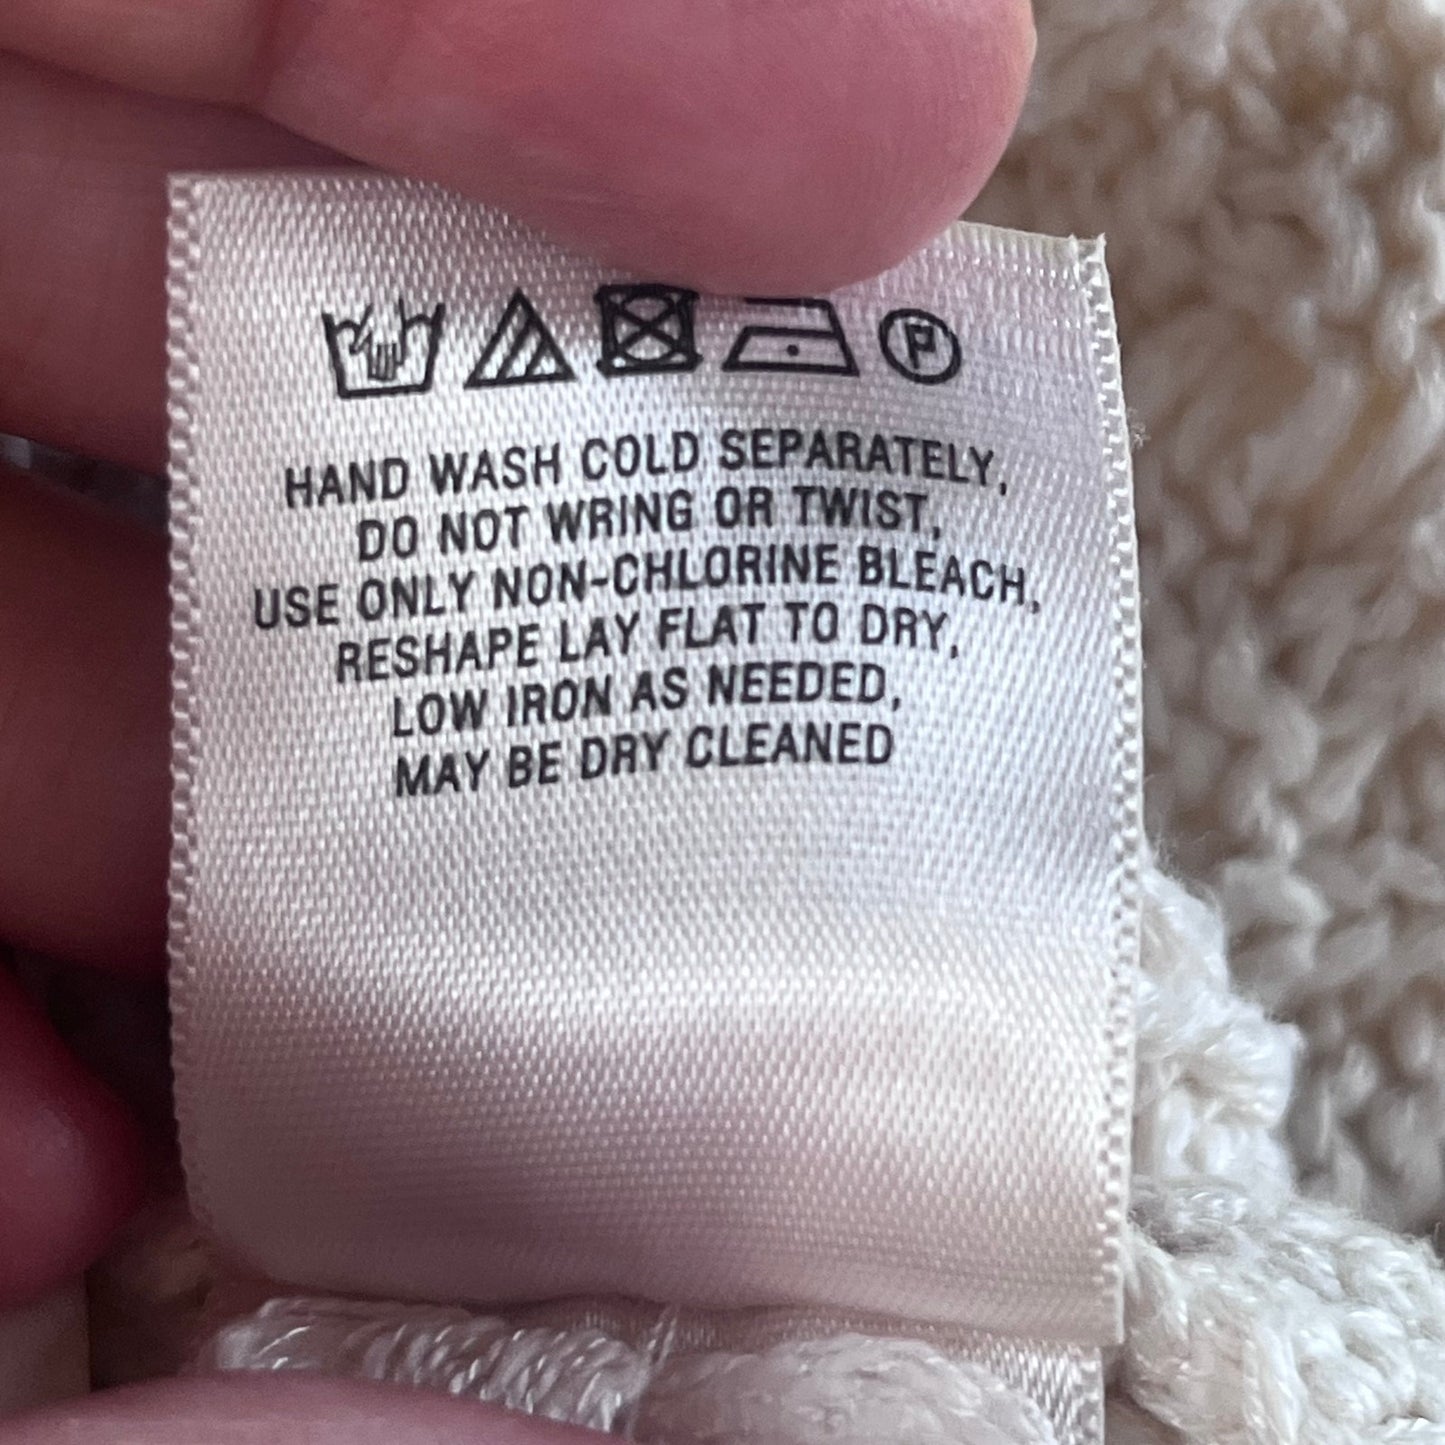 P
HAND WASH COLD SEPARATELY,
DO NOT WRING OR TWIST,
USE ONLY NON-CHLORINE BLEACH,
RESHAPE LAY FLAT TO DRY,
LOW IRON AS NEEDED,
MAY BE DRY CLEANED